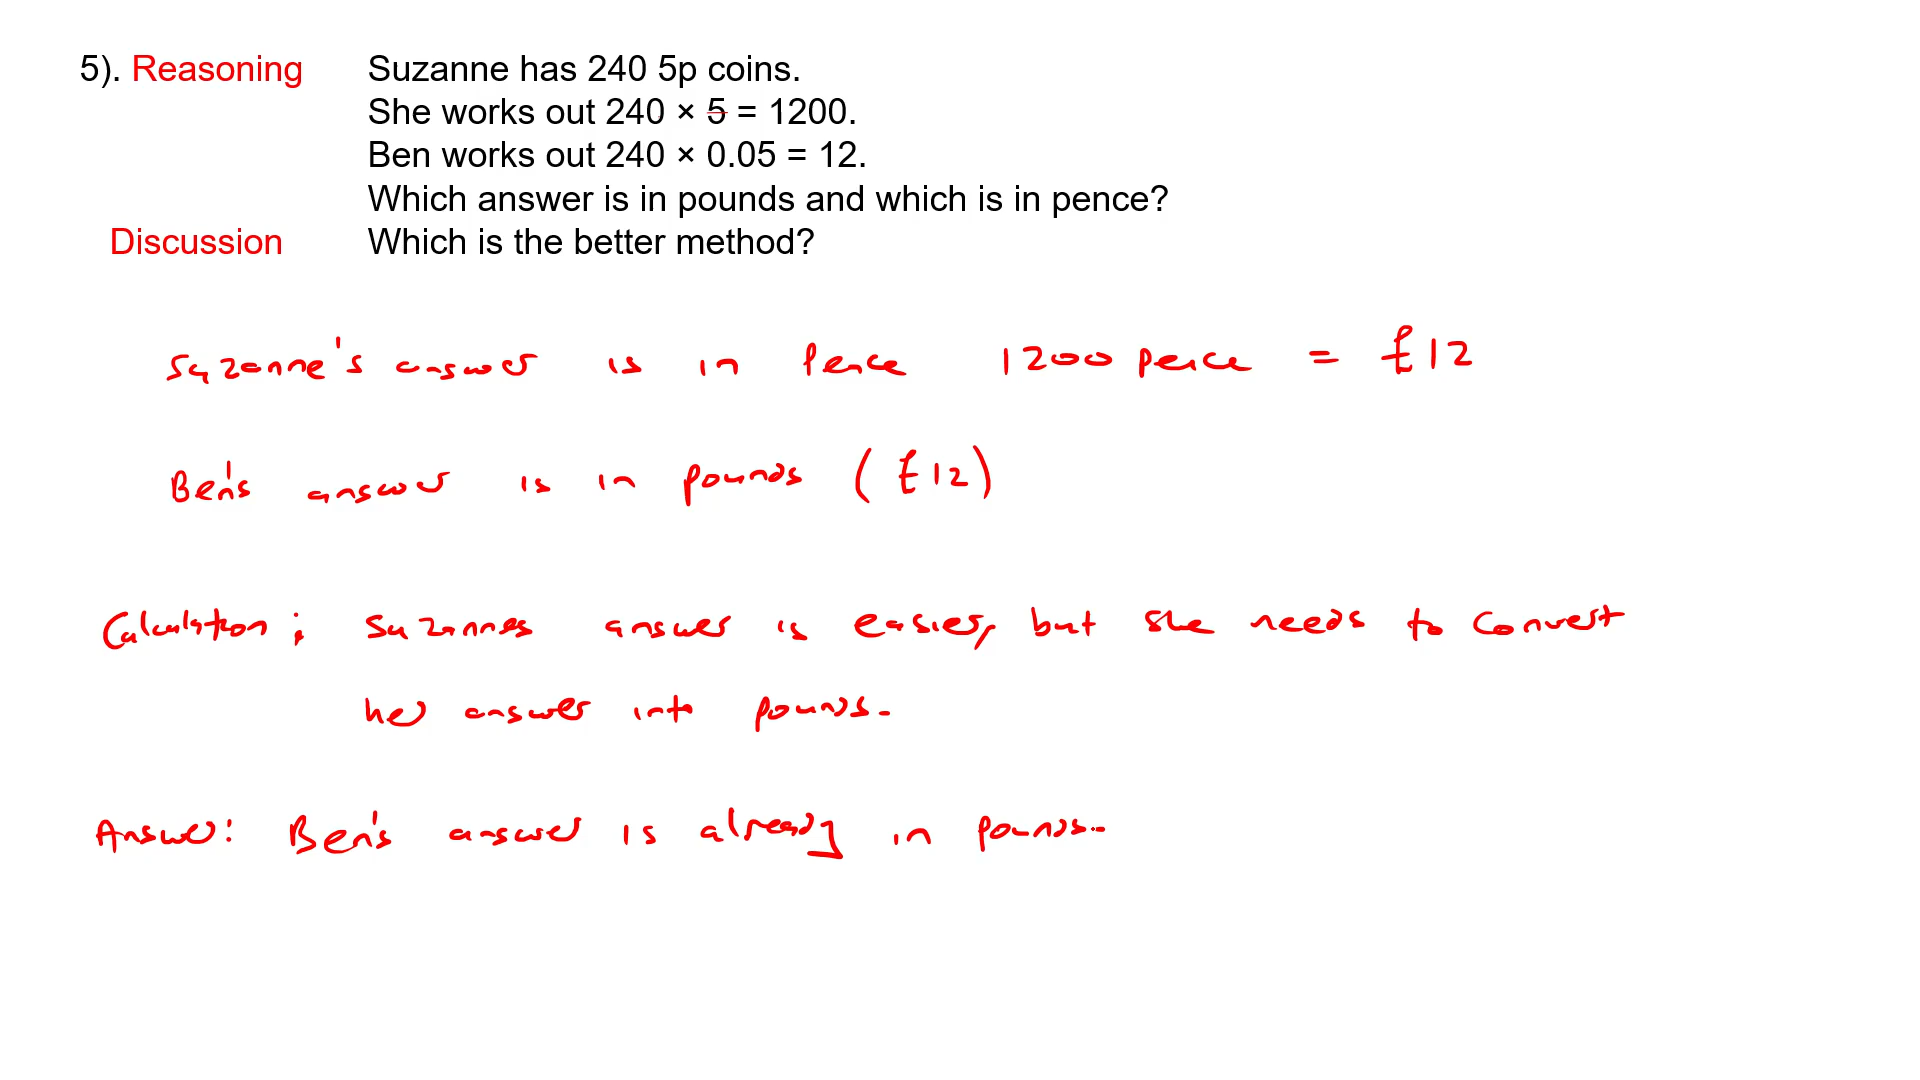 5). Reasoning Suzanne has 240 5p coins.
She works out 240 × 5 = 1200.
Ben works out 240 × 0.05 = 12.
Which answer is in pounds and which is in pence?
Discussion Which is the better method?
Suzanne's answer is in Pence 1200 pence = £12
Ben's answer is in pounds (£12)
Calculation: Suzannes answer is easier, but she needs to convert
her answer into pounds.
Answer: Ben's answer is already in pounds.